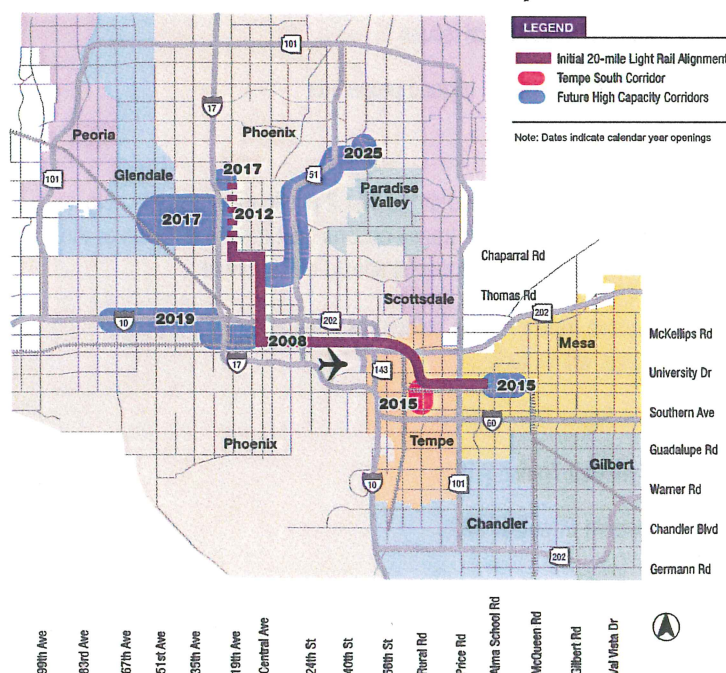 LEGEND
Initial 20-mile Light Rail Alignment
Tempe South Corridor
Future High Capacity Corridors
Note: Dates indicate calendar year openings
101
17
Phoenix
Peoria
2025
51
2017
101
Glendale
Paradise
Valley
2017
2012
Chaparral Rd
Scottsdale
Thomas Rd
10
2019
202
202
McKellips Rd
2008
Mesa
17
143
University Dr
2015
2015
Southern Ave
60
Phoenix
Tempe
Guadalupe Rd
Gilbert
10
101
Warner Rd
Chandler
Chandler Blvd
202
Germann Rd
99th Ave
83rd Ave
67th Ave
51st Ave
35th Ave
19th Ave
Central Ave
24th St
40th St
56th St
Rural Rd
Price Rd
Alma School Rd
McQueen Rd
Gilbert Rd
Val Vista Dr